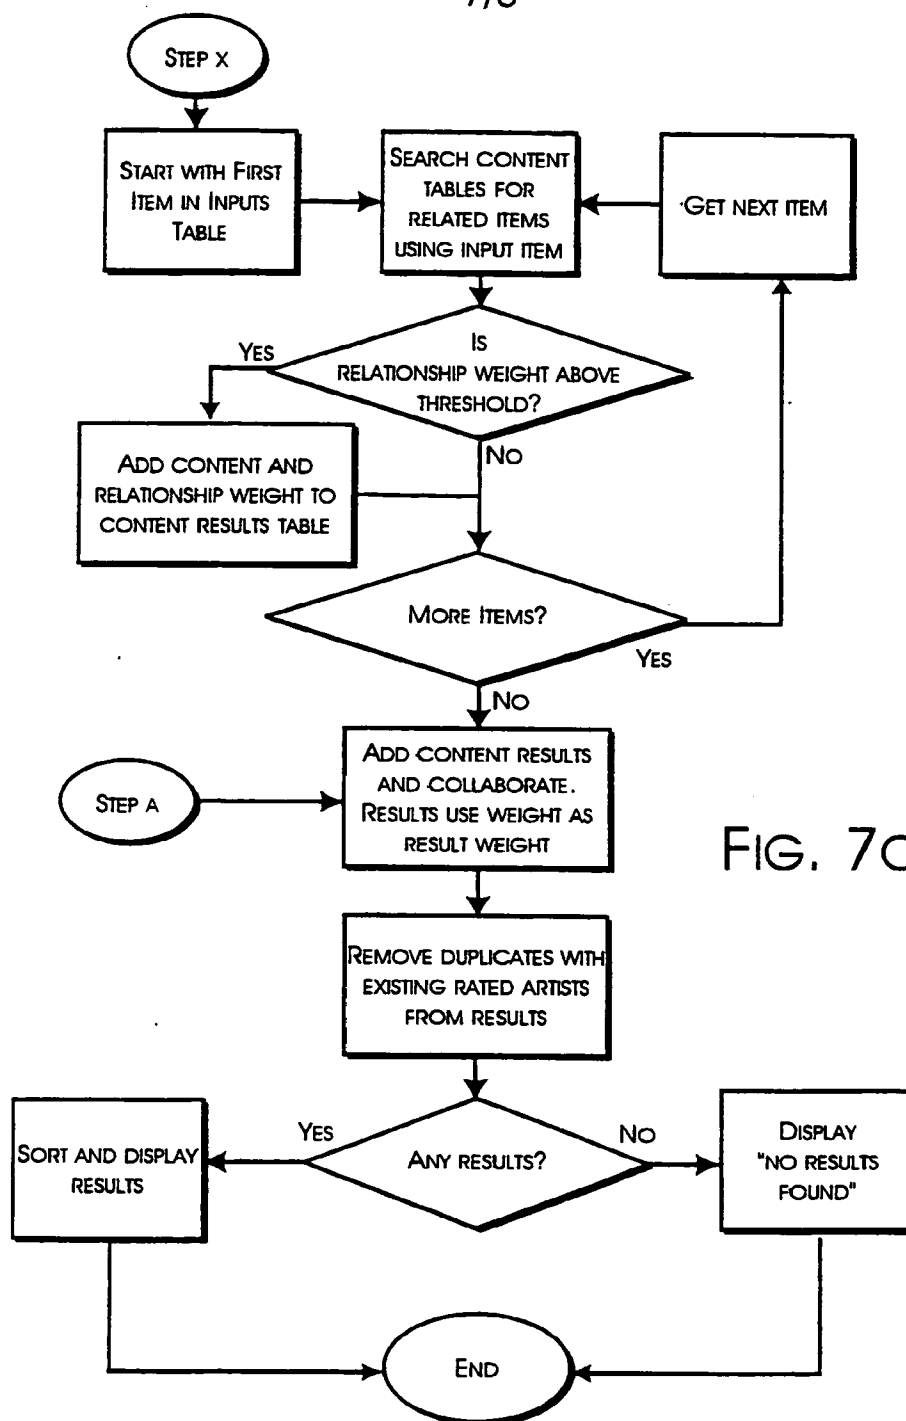 STEP X
START WITH FIRST
ITEM IN INPUTS
TABLE
SEARCH CONTENT
TABLES FOR
RELATED ITEMS
USING INPUT ITEM
GET NEXT ITEM
IS
RELATIONSHIP WEIGHT ABOVE
THRESHOLD?
YES
NO
ADD CONTENT AND
RELATIONSHIP WEIGHT TO
CONTENT RESULTS TABLE
MORE ITEMS?
YES
NO
STEP A
ADD CONTENT RESULTS
AND COLLABORATE.
RESULTS USE WEIGHT AS
RESULT WEIGHT
FIG. 7C
REMOVE DUPLICATES WITH
EXISTING RATED ARTISTS
FROM RESULTS
ANY RESULTS?
YES
NO
SORT AND DISPLAY
RESULTS
DISPLAY
"NO RESULTS
FOUND"
END